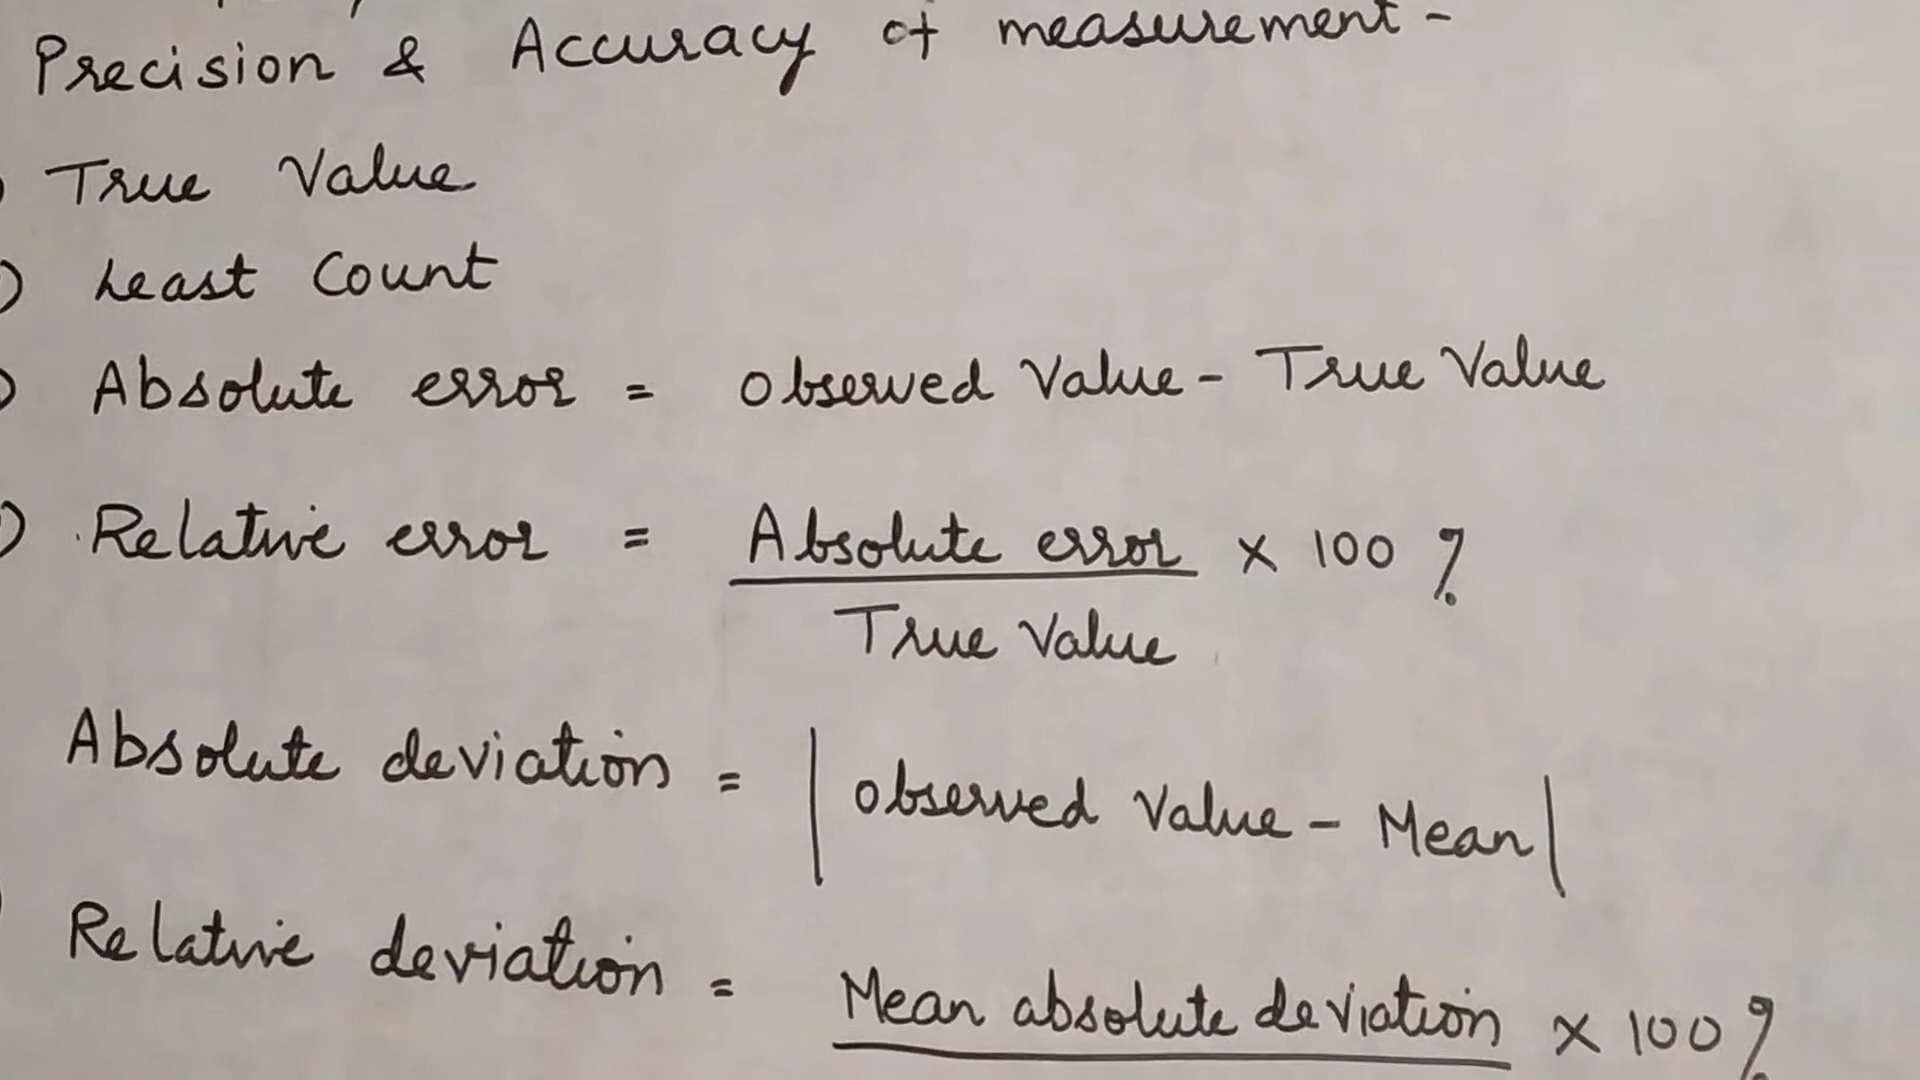 Precision & Accuracy of measurement -
True Value
Least Count
Absolute error = Observed Value - True Value
Relative error = Absolute error × 100 %
True Value
Absolute deviation = | Observed Value - Mean |
Relative deviation = Mean absolute deviation × 100 %